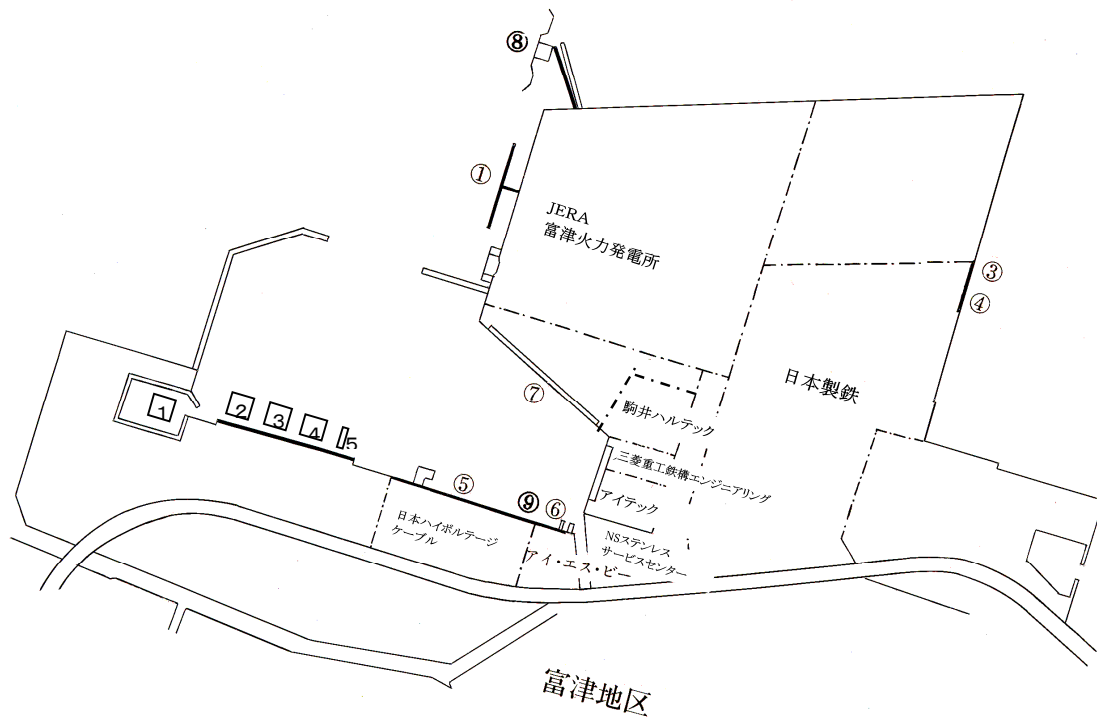 ⑧
①
JERA
富津火力発電所
③
④
日本製鉄
⑦
駒井ハルテック
三菱重工鉄構エンジニアリング
アイテック
NSステンレス
サービスセンター
1
2
3
4
5
⑤
⑨
⑥
日本ハイボルテージ
ケーブル
アイ・エス・ビー
富津地区